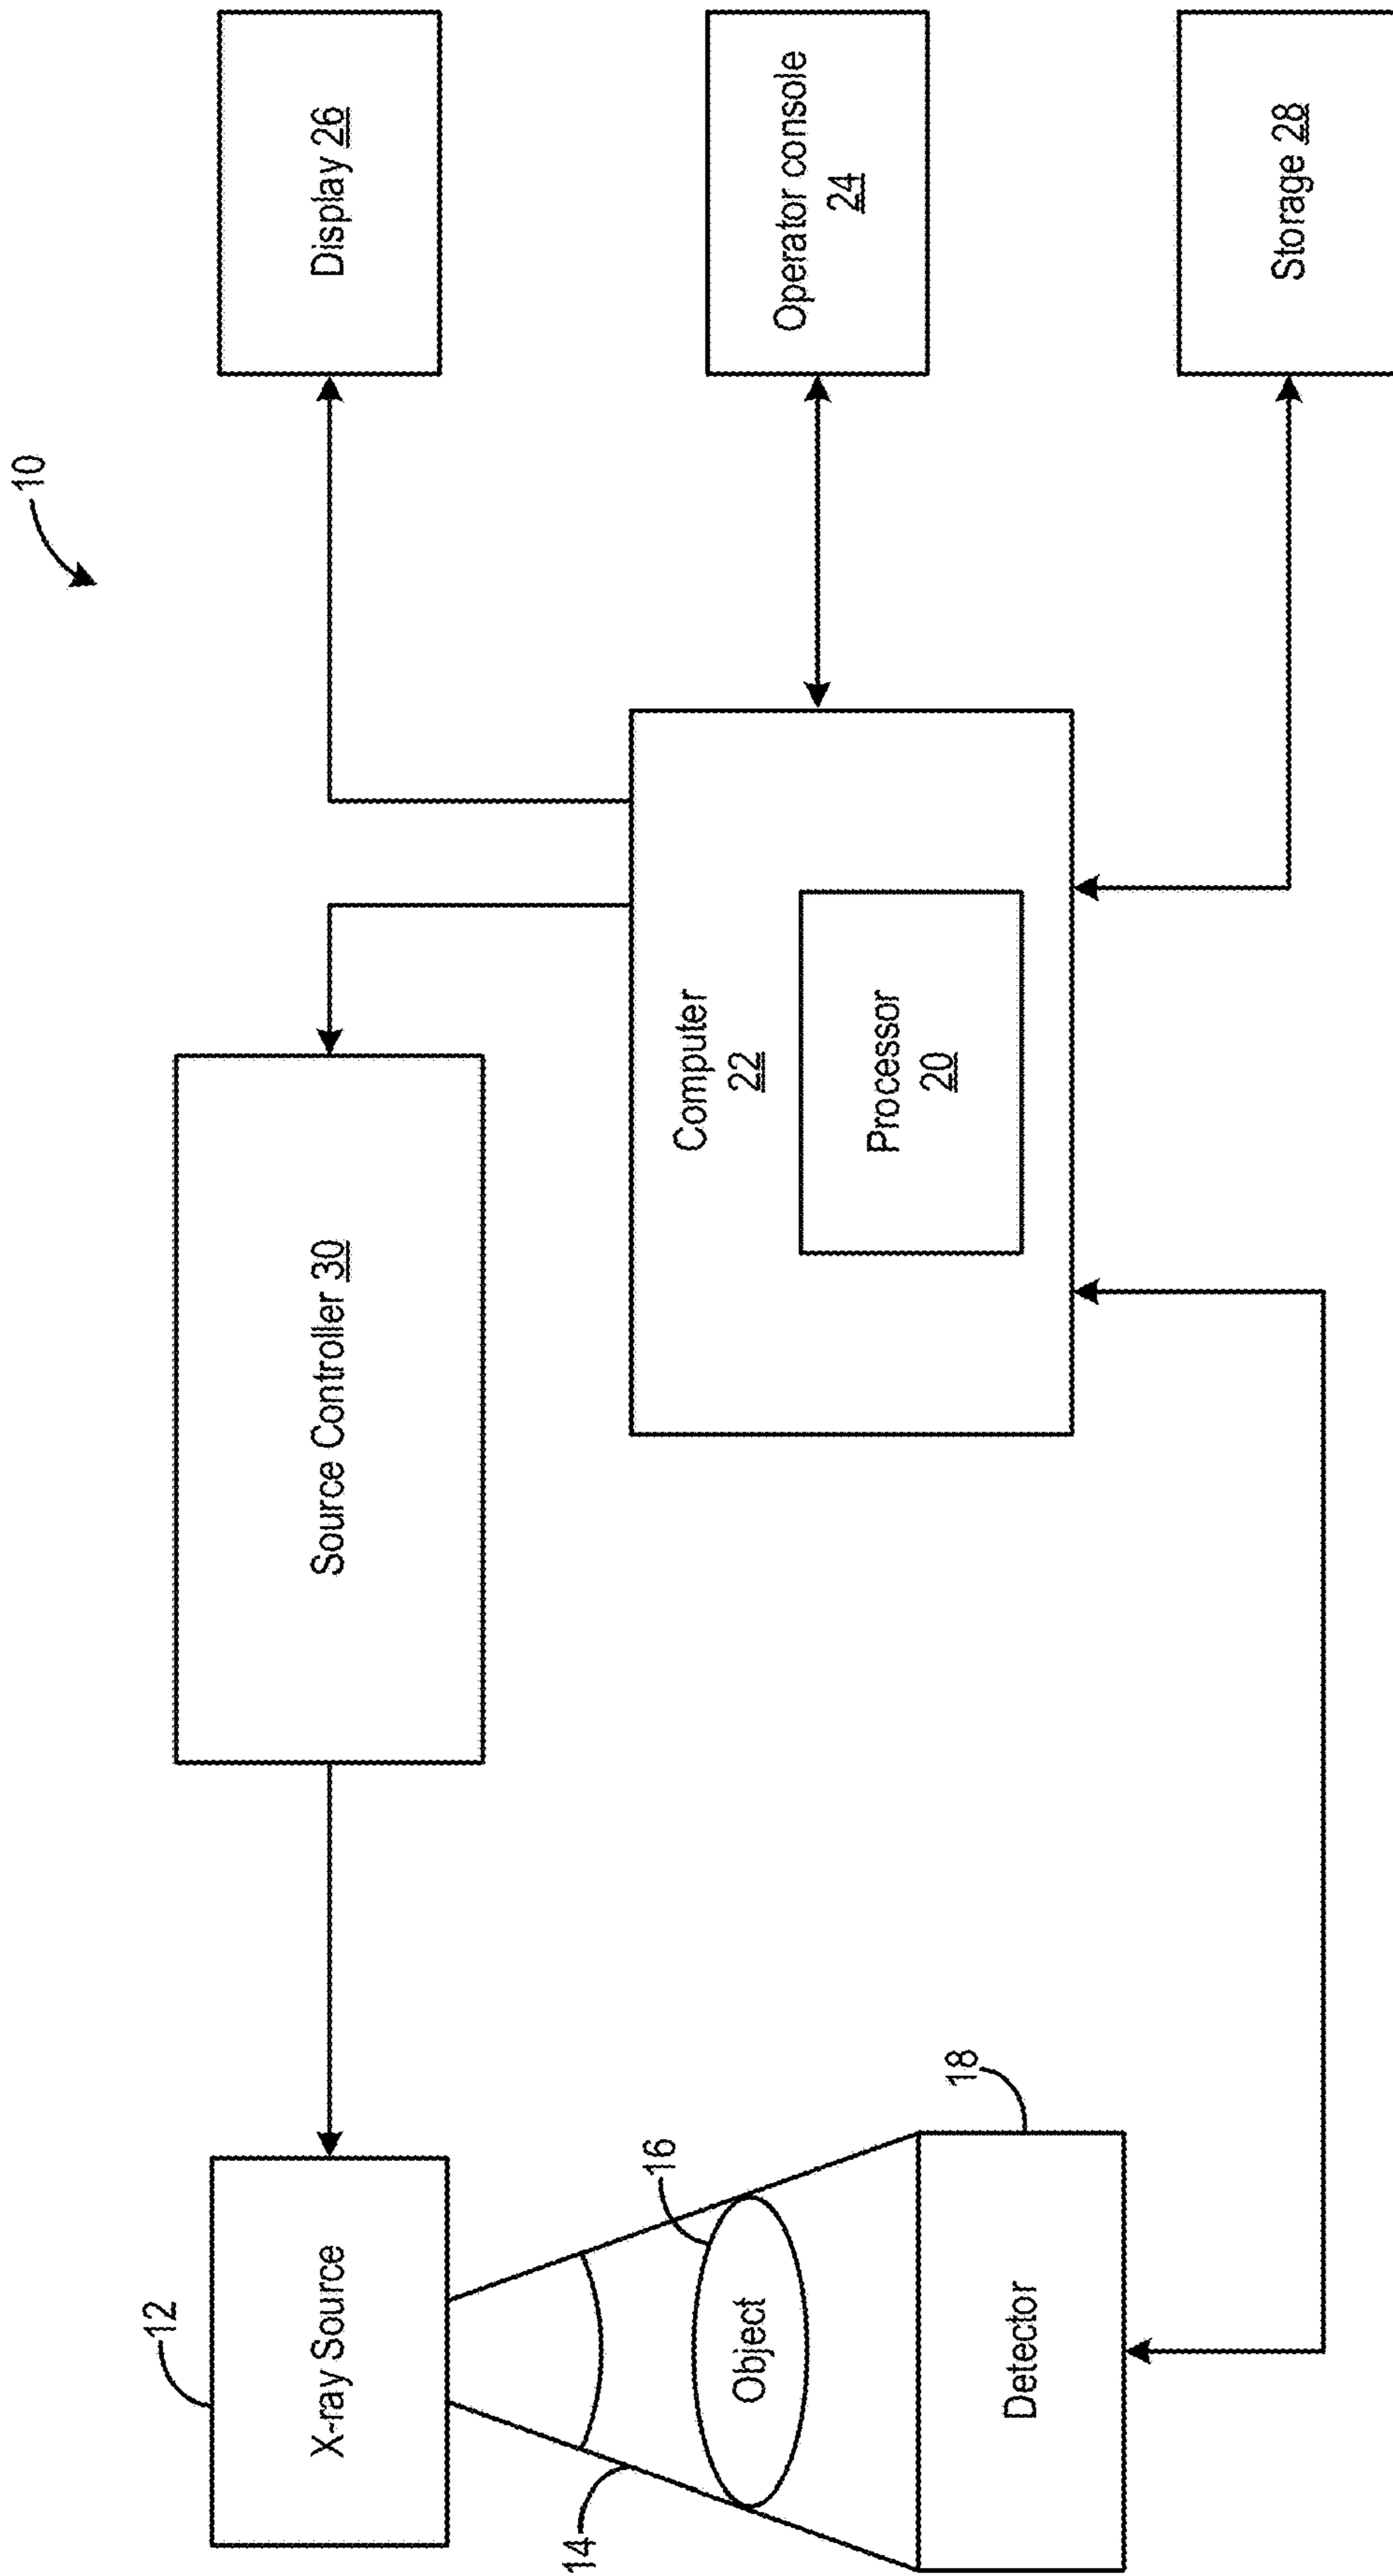 10
12
X-ray Source
Source Controller 30
Display 26
14
16
Object
Computer
22
Processor
20
Operator console
24
18
Detector
Storage 28